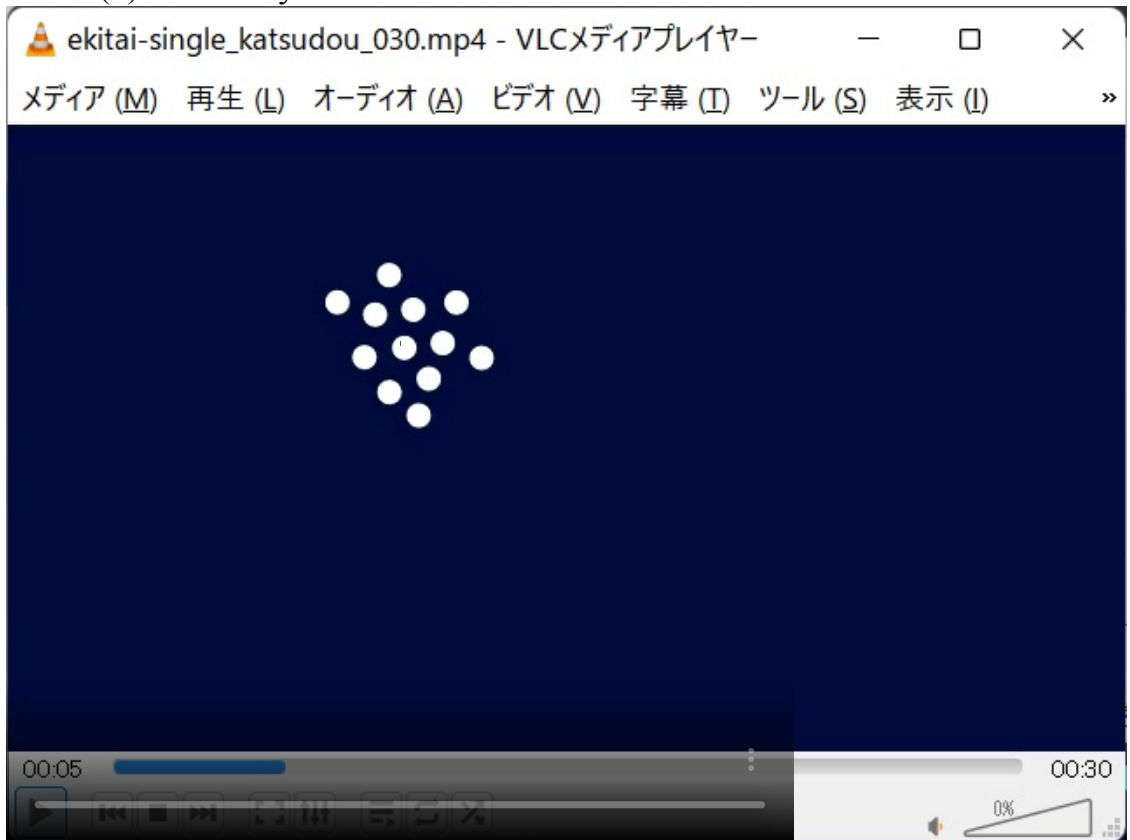 ekitai-single_katsudou_030.mp4 - VLCメディアプレイヤー
メディア (M) 再生 (L) オーディオ (A) ビデオ (V) 字幕 (T) ツール (S) 表示 (I) »
00:05 00:30
0%